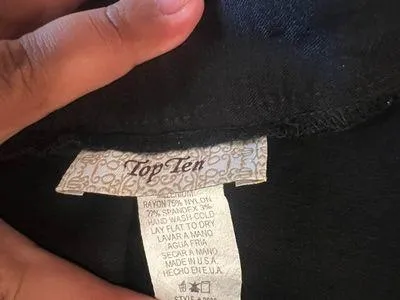 Top Ten
RAYON 75% NYLON
22% SPANDEX 3%
HAND WASH COLD
LAY FLAT TO DRY
LAVAR A MANO
AGUA FRIA
SECAR A MANO
MADE IN U.S.A
HECHO EN E.U.A.
STYLE